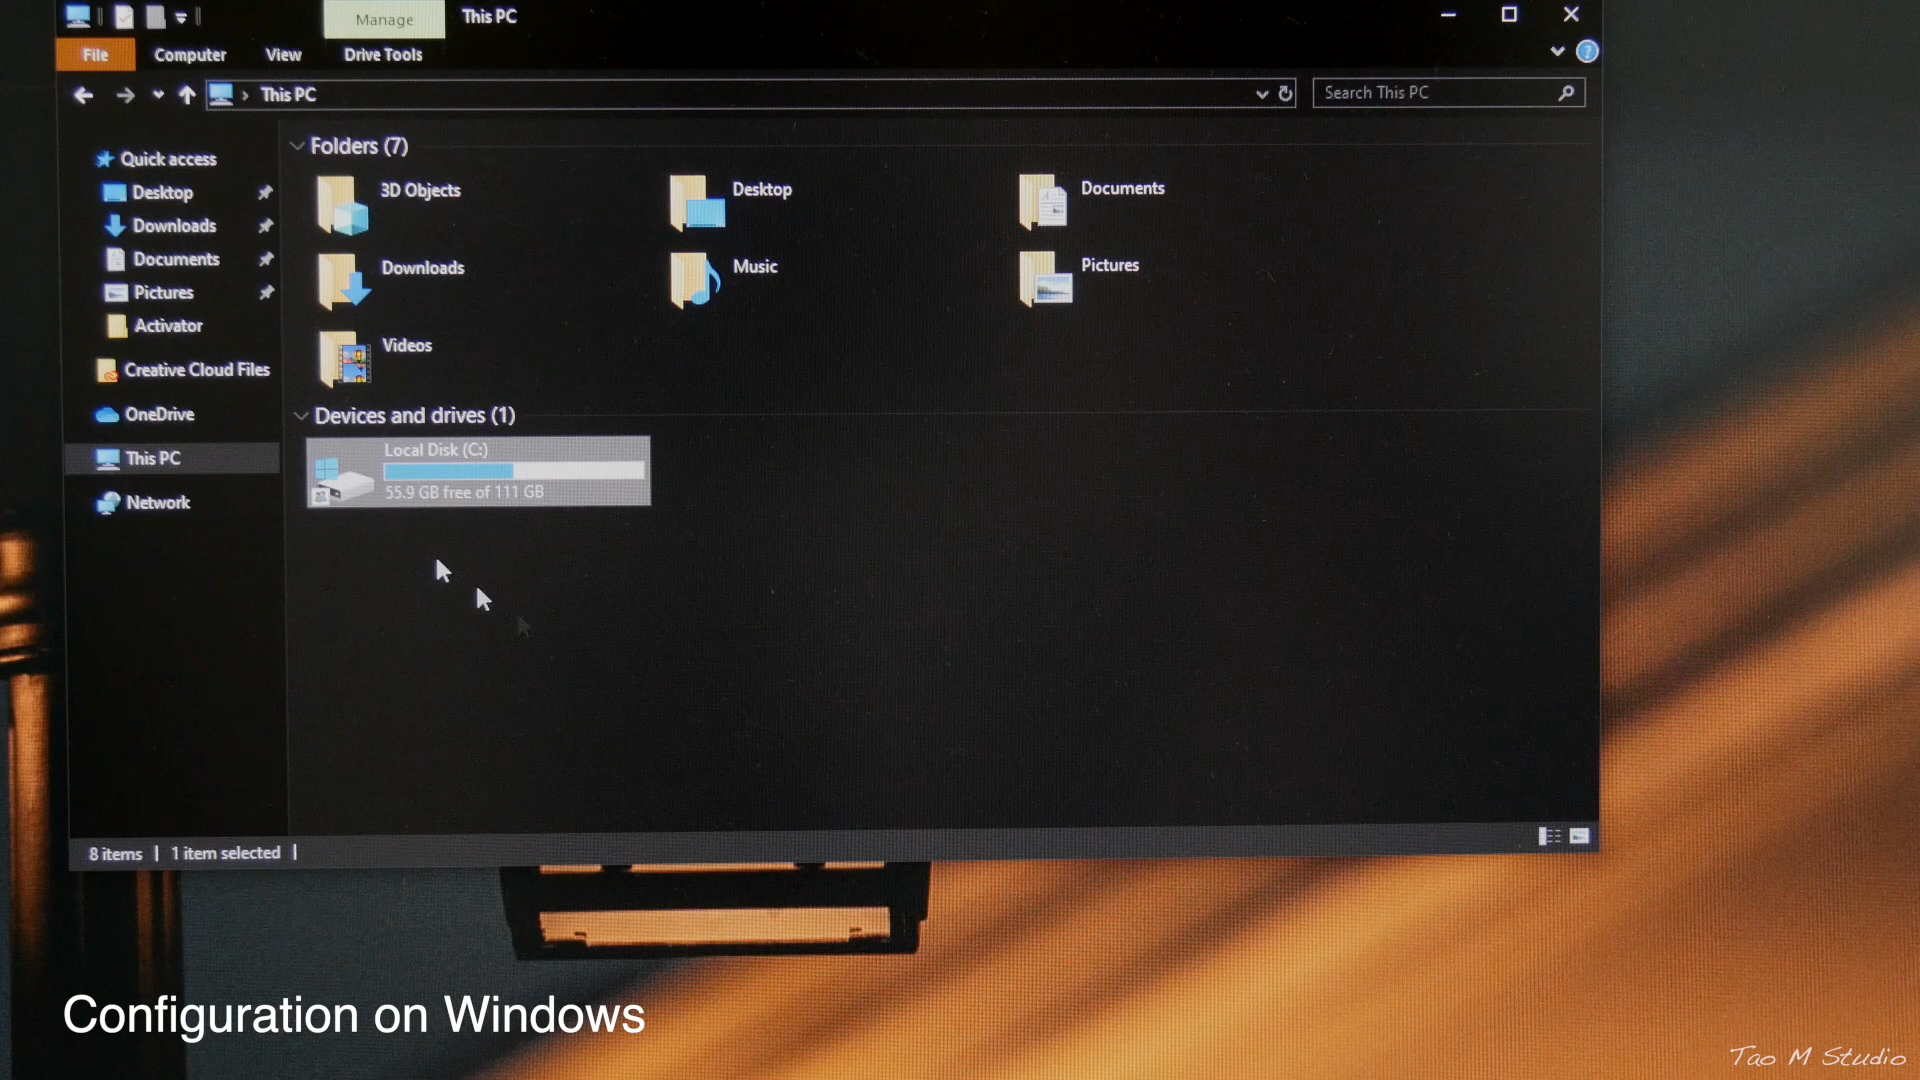 Manage
This PC
File
Computer
View
Drive Tools
This PC
Search This PC
Quick access
Desktop
Downloads
Documents
Pictures
Activator
Creative Cloud Files
OneDrive
This PC
Network
Folders (7)
3D Objects
Desktop
Documents
Downloads
Music
Pictures
Videos
Devices and drives (1)
Local Disk (C:)
55.9 GB free of 111 GB
8 items
1 item selected
Configuration on Windows
Tao M Studio